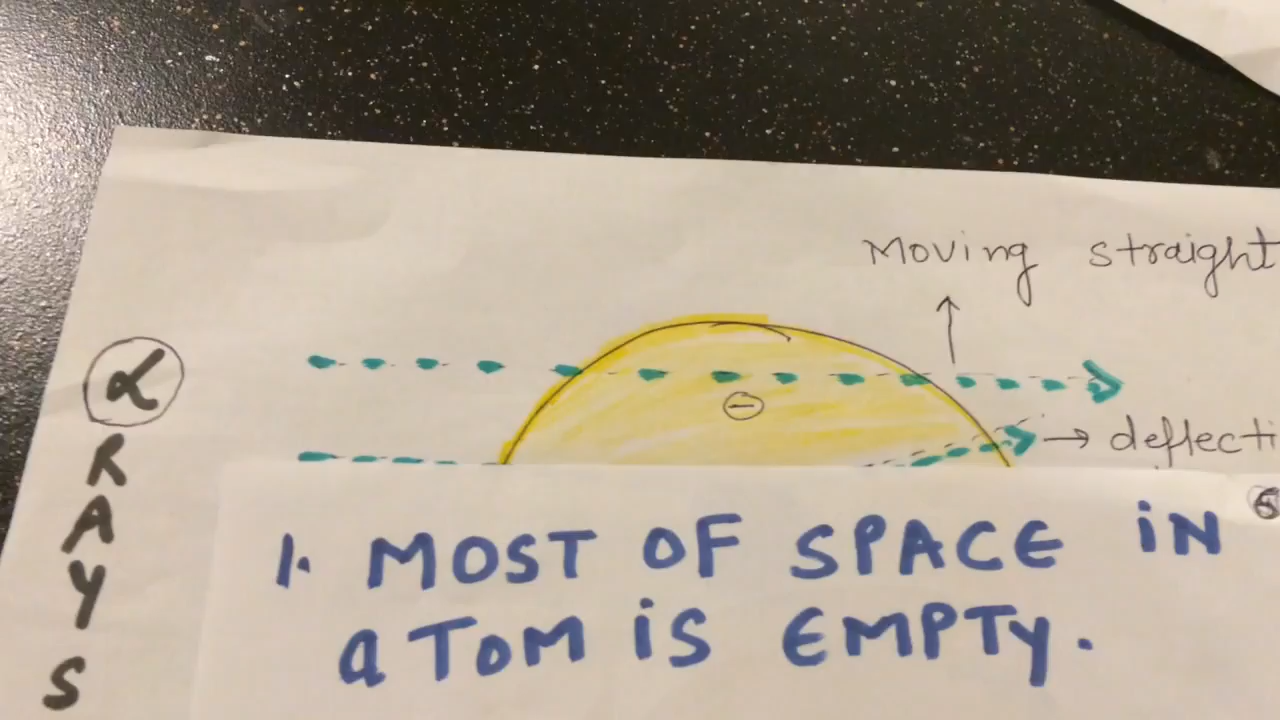 Moving straight
α
RAYS
⊖
→ deflecti
1. MOST OF SPACE iN
aTOM iS EMPTY.